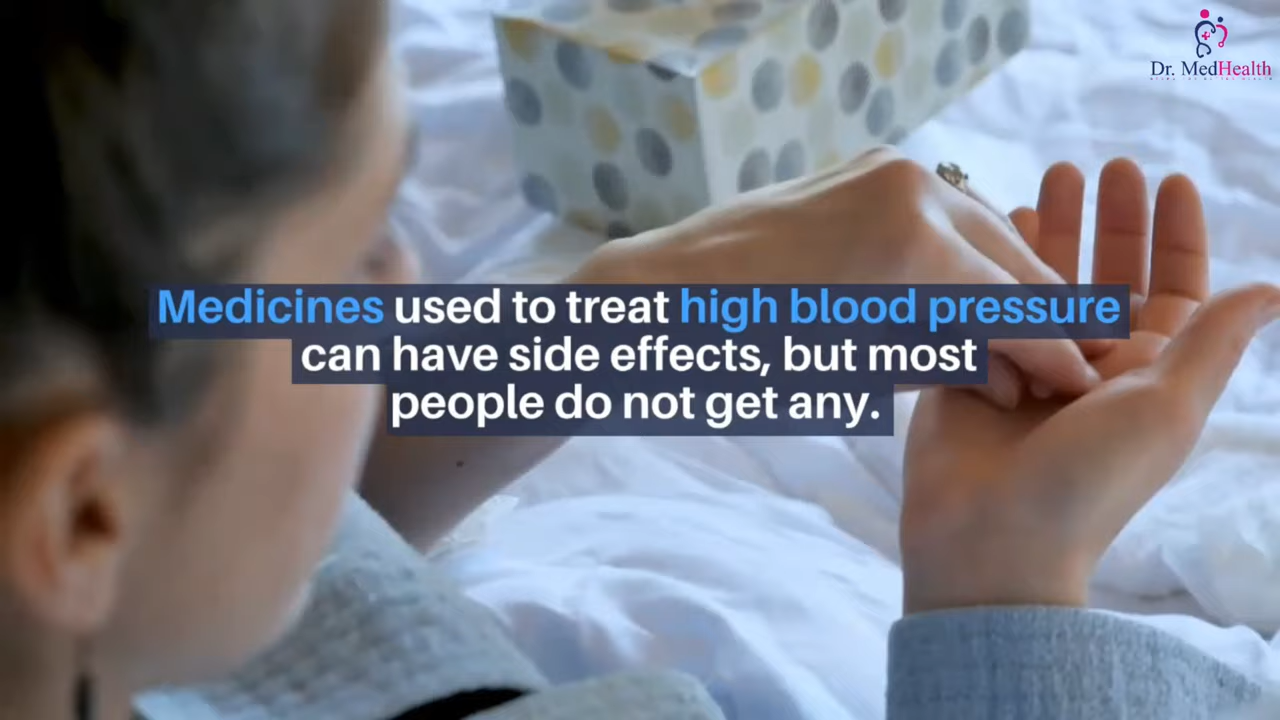 Dr. MedHealth
Medicines used to treat high blood pressure
can have side effects, but most
people do not get any.